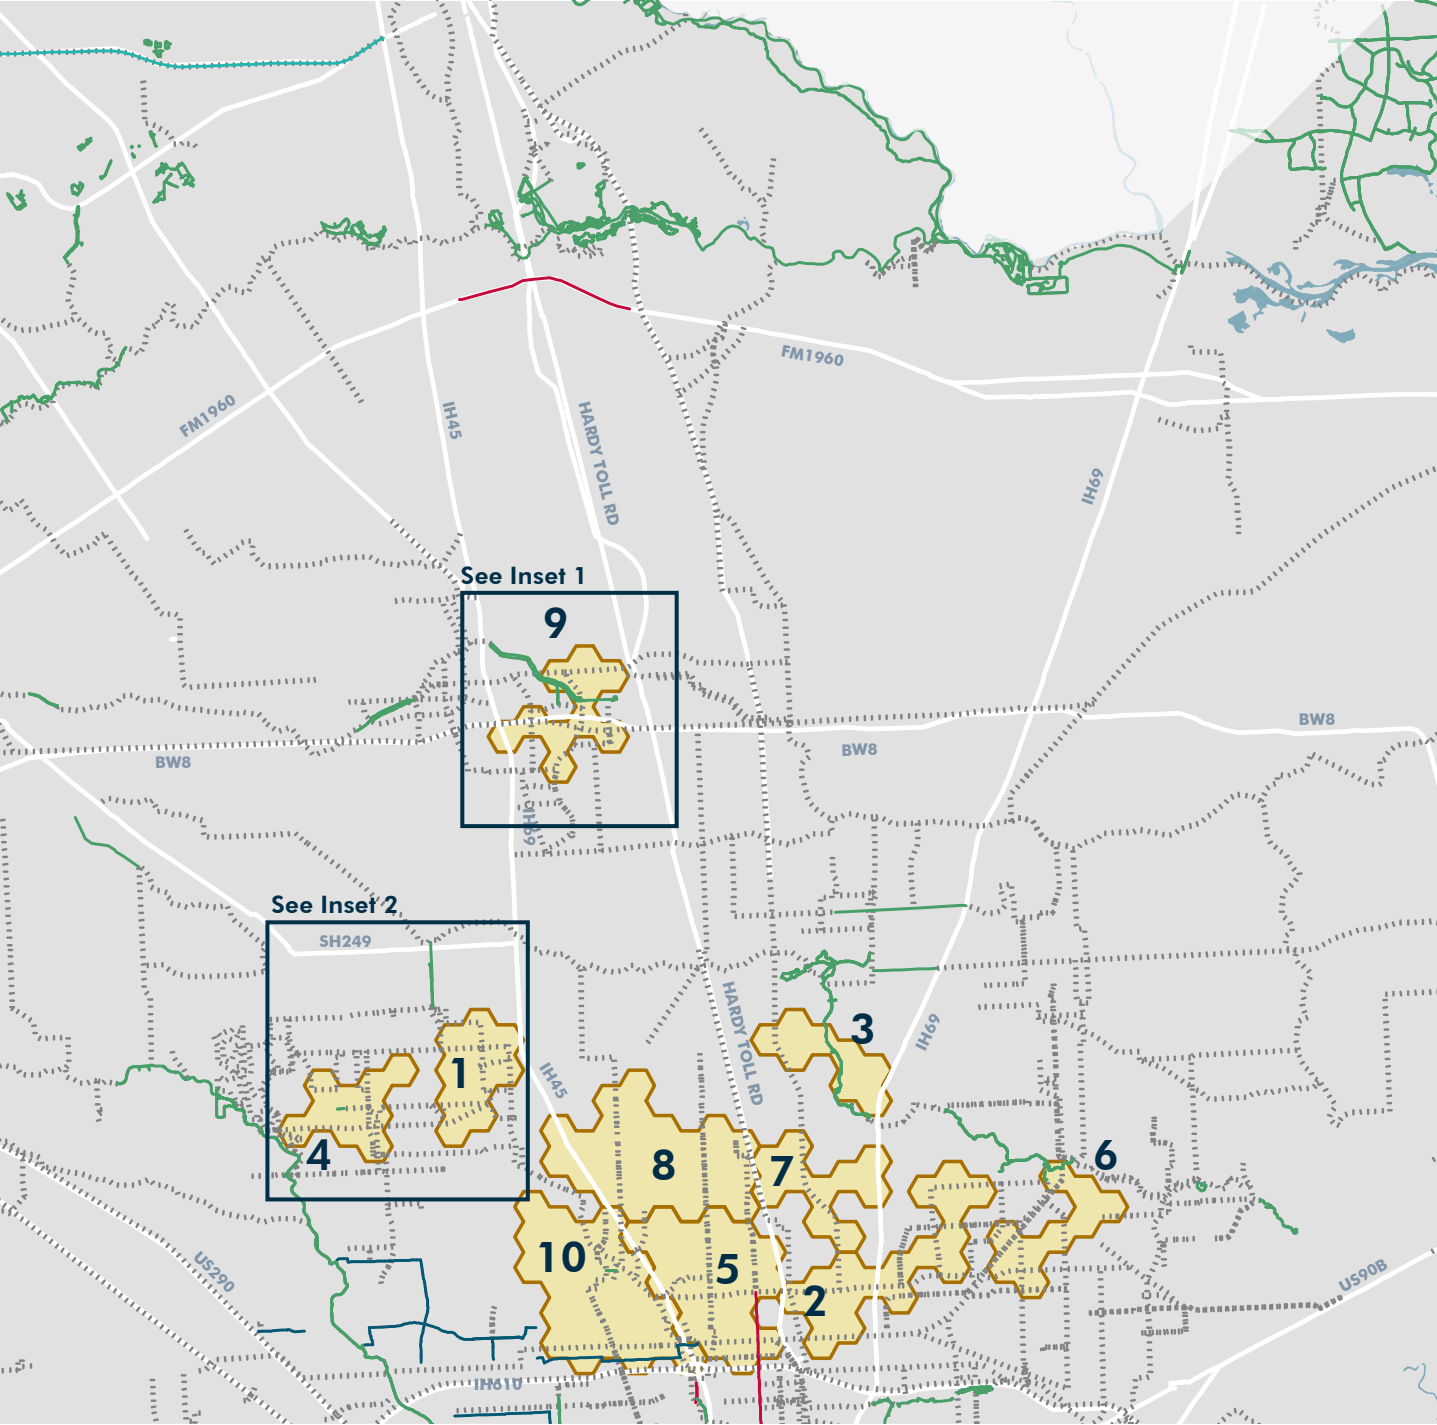 FM1960
FM1960
IH45
HARDY TOLL RD
IH69
See Inset 1
9
BW8
BW8
BW8
IH69
See Inset 2
SH249
HARDY TOLL RD
3
IH69
1
IH45
4
8
7
6
US290
10
5
2
US90B
IH610